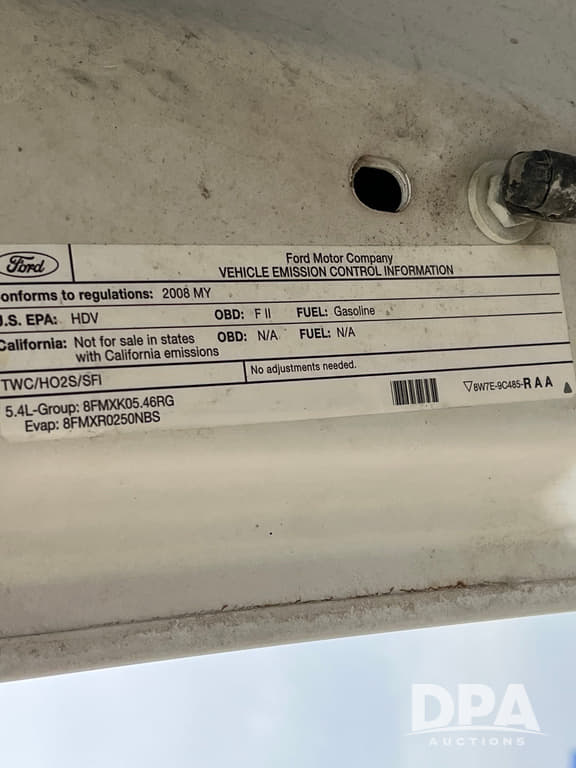 Ford
Ford Motor Company
VEHICLE EMISSION CONTROL INFORMATION
onforms to regulations: 2008 MY
U.S. EPA: HDV OBD: F II FUEL: Gasoline
California: Not for sale in states with California emissions OBD: N/A FUEL: N/A
TWC/HO2S/SFI No adjustments needed.
5.4L-Group: 8FMXK05.46RG
Evap: 8FMXR0250NBS
▽8W7E-9C485-RAA ▲
DPA
AUCTIONS